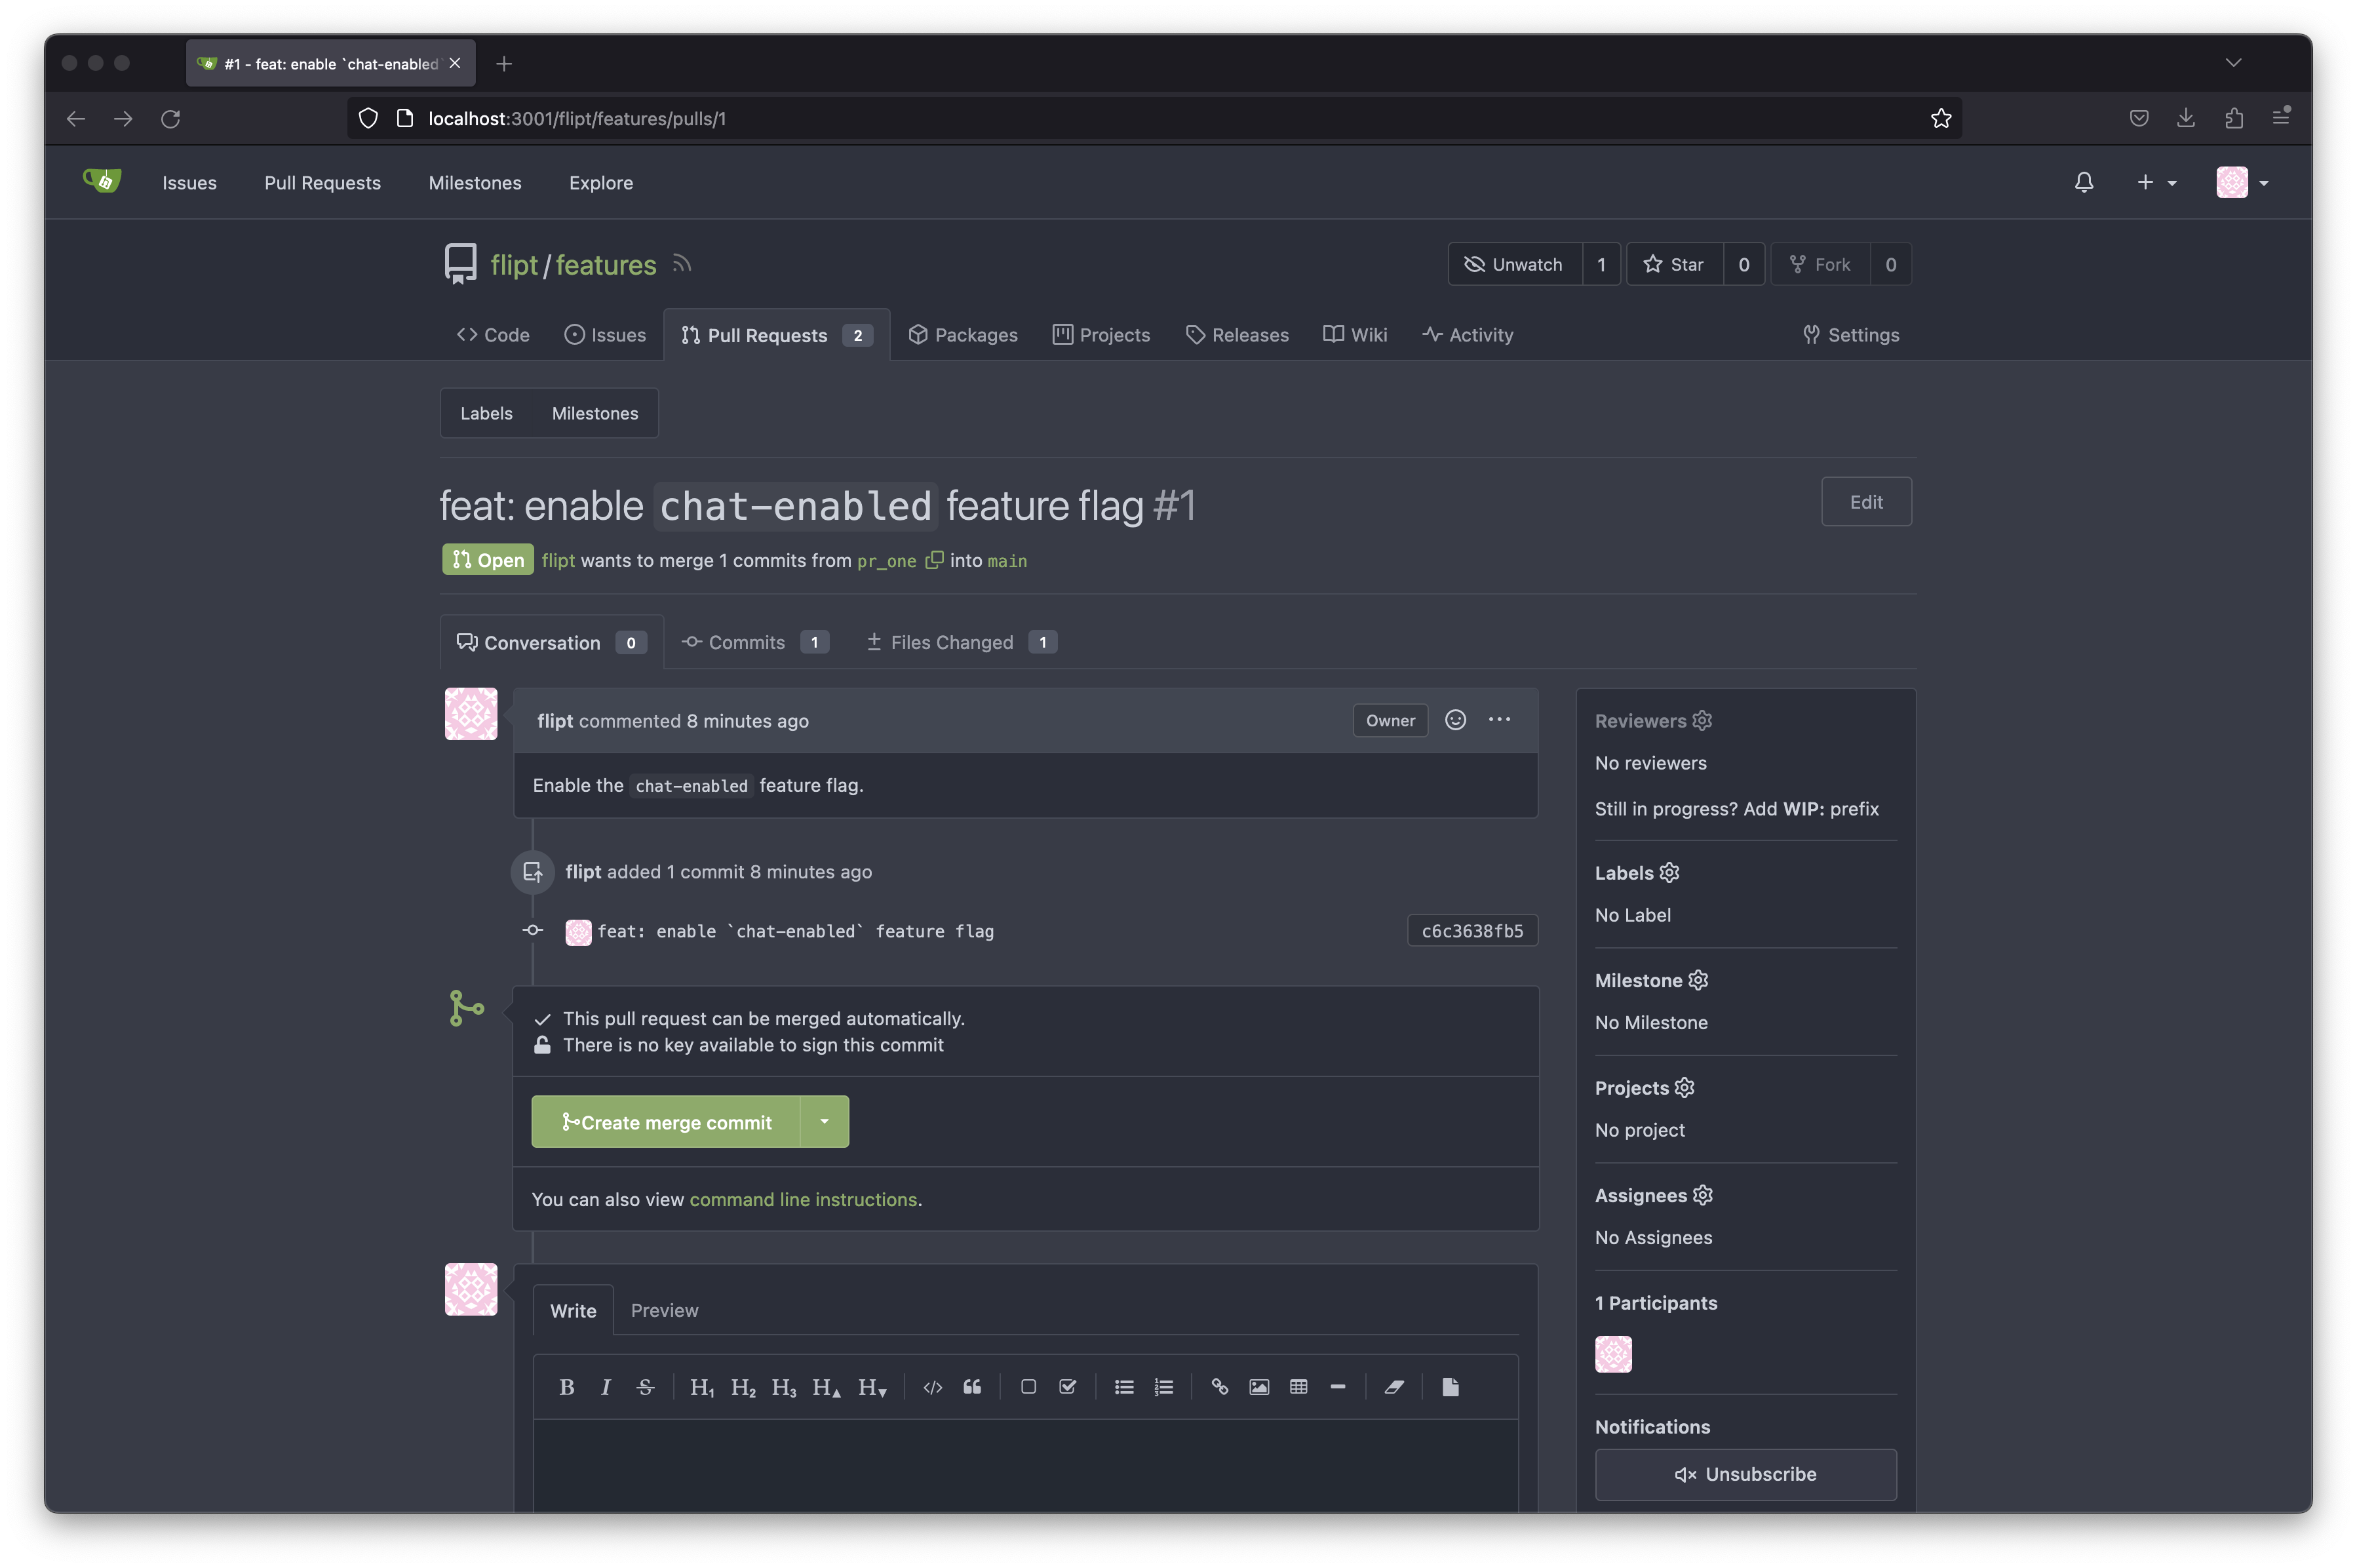 #1 - feat: enable `chat-enabled`
localhost:3001/flipt/features/pulls/1
Issues Pull Requests Milestones Explore
flipt/features
Unwatch 1 Star 0 Fork 0
Code Issues Pull Requests 2 Packages Projects Releases Wiki Activity Settings
Labels Milestones
feat: enable chat-enabled feature flag #1
Edit
Open flipt wants to merge 1 commits from pr_one into main
Conversation 0 Commits 1 Files Changed 1
flipt commented 8 minutes ago Owner
Enable the chat-enabled feature flag.
flipt added 1 commit 8 minutes ago
feat: enable `chat-enabled` feature flag c6c3638fb5
This pull request can be merged automatically.
There is no key available to sign this commit
Create merge commit
You can also view command line instructions.
Write Preview
B I S H1 H2 H3 H▲ H▼
Reviewers
No reviewers
Still in progress? Add WIP: prefix
Labels
No Label
Milestone
No Milestone
Projects
No project
Assignees
No Assignees
1 Participants
Notifications
Unsubscribe